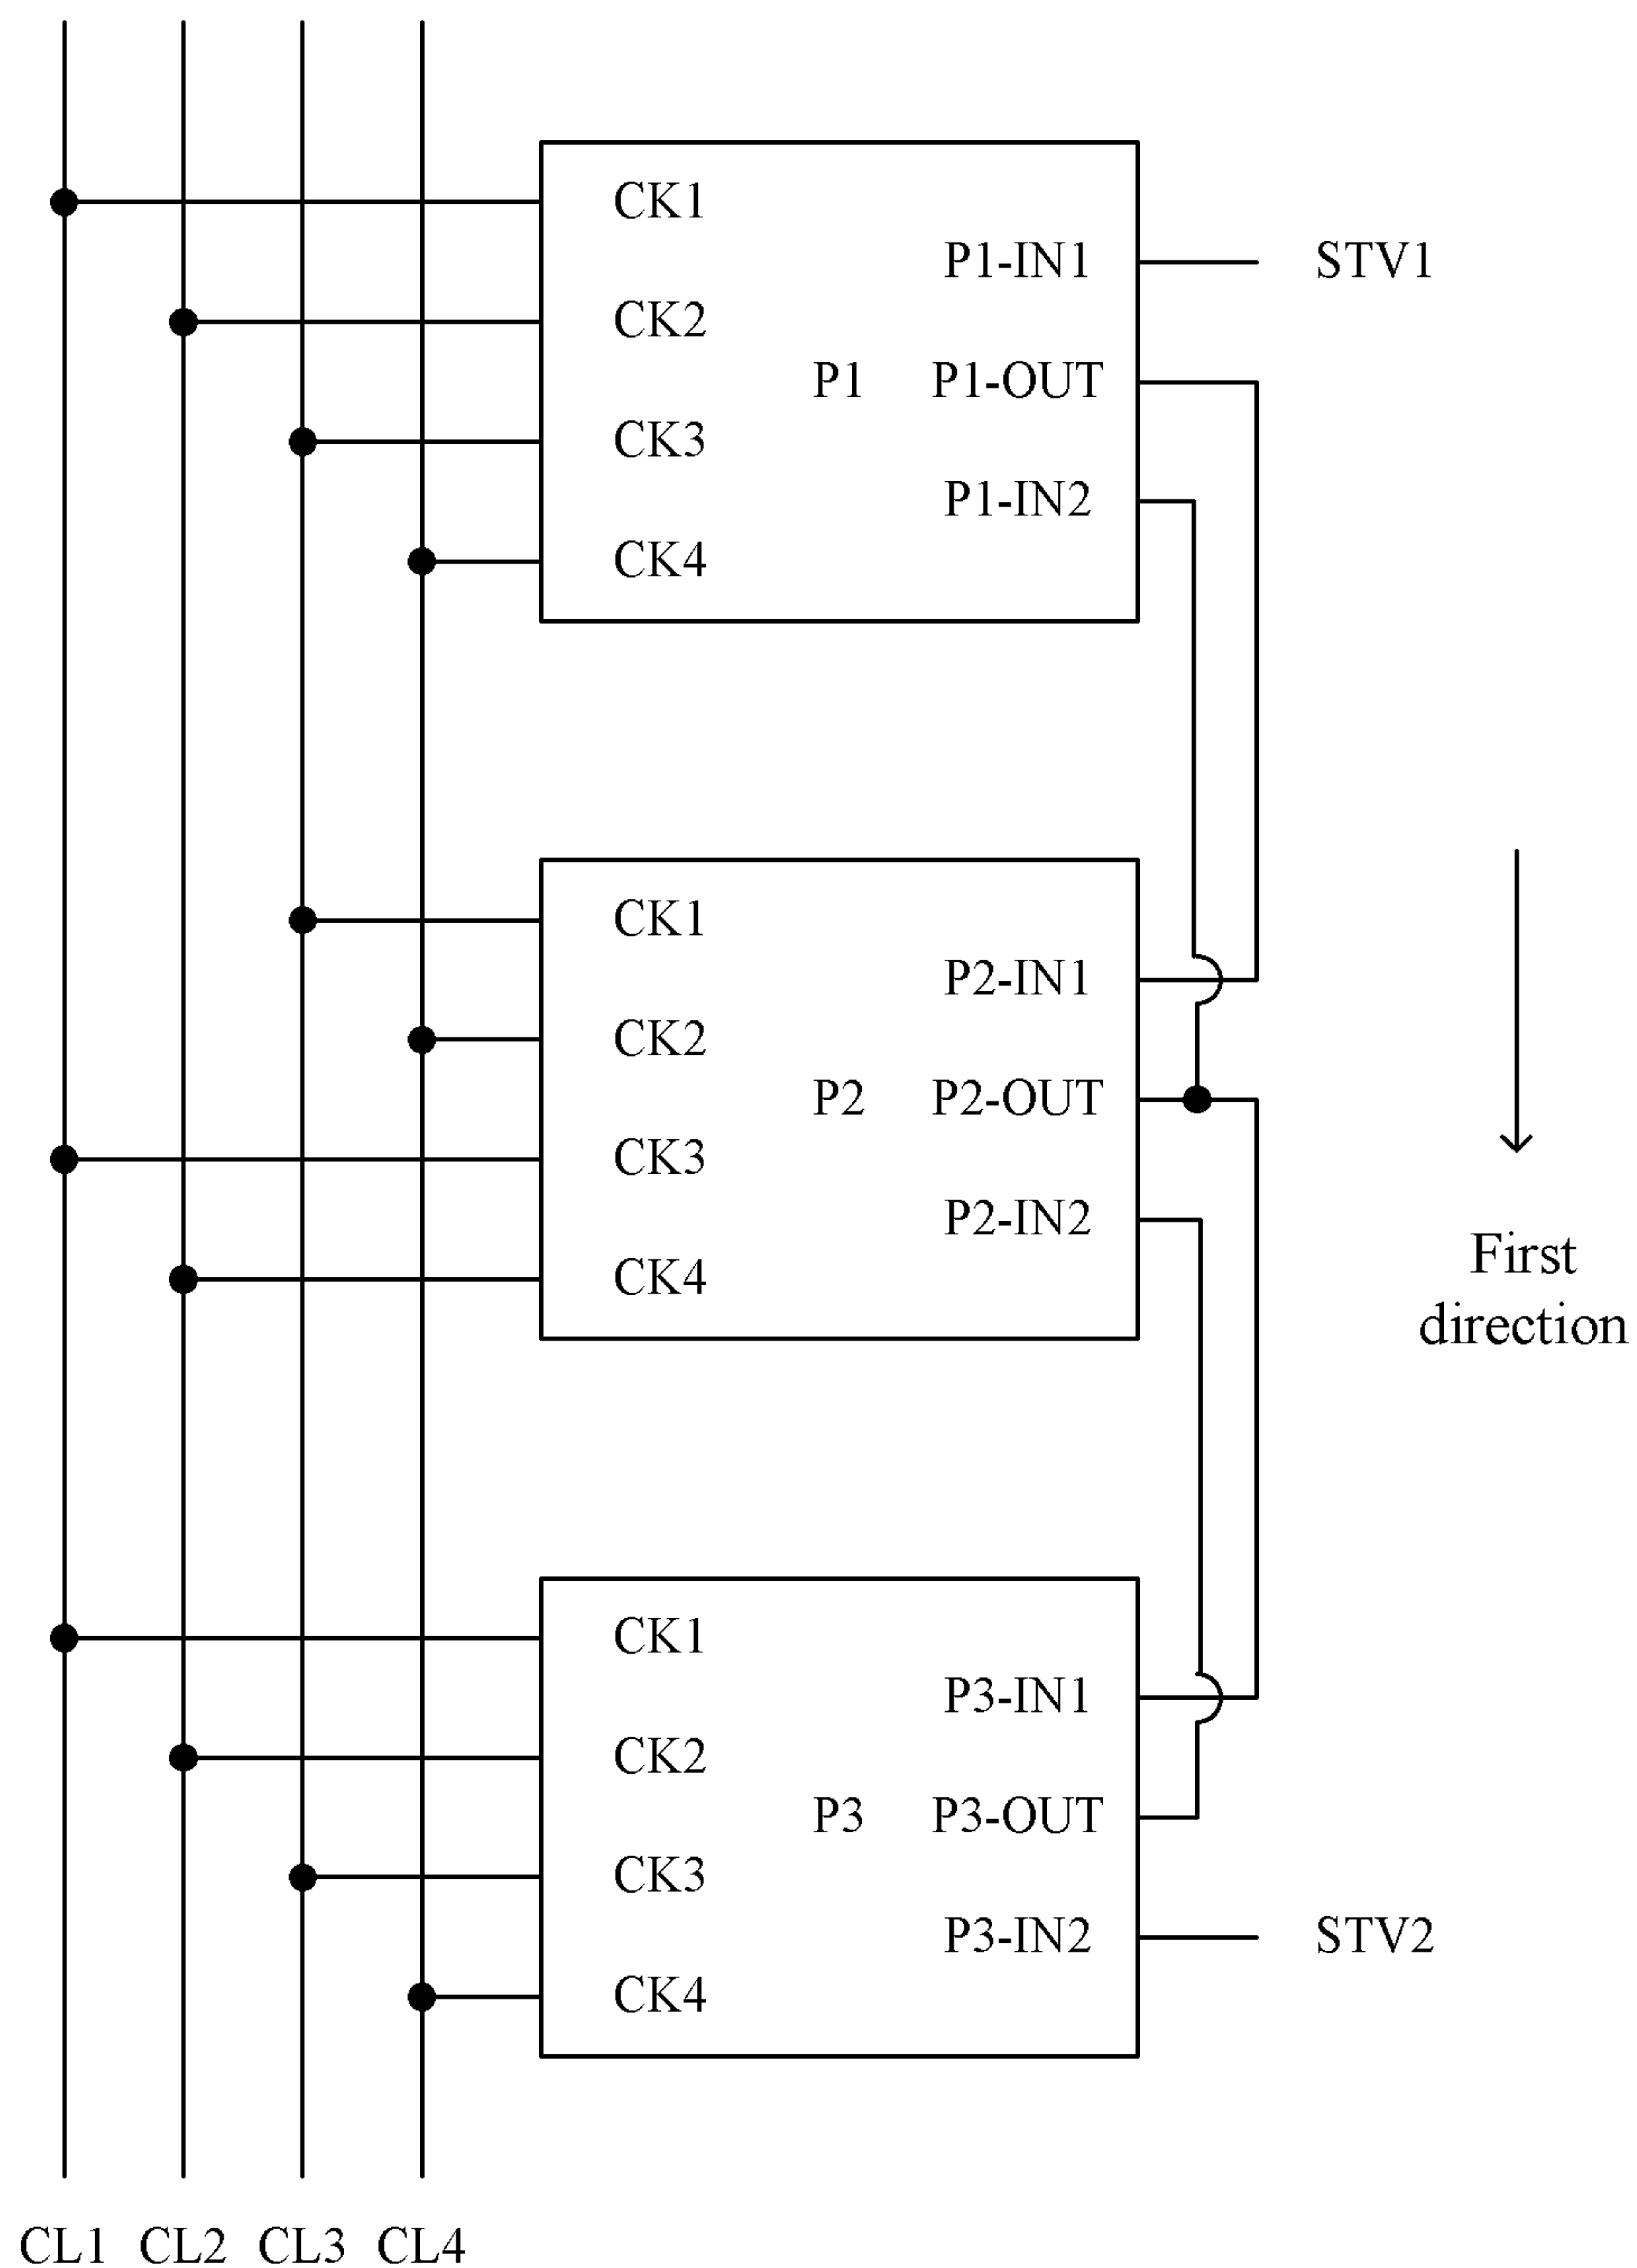 CK1
P1-IN1 STV1
CK2
P1 P1-OUT
CK3
P1-IN2
CK4
CK1
P2-IN1
CK2
P2 P2-OUT
CK3
P2-IN2
CK4
First
direction
CK1
P3-IN1
CK2
P3 P3-OUT
CK3
P3-IN2 STV2
CK4
CL1 CL2 CL3 CL4